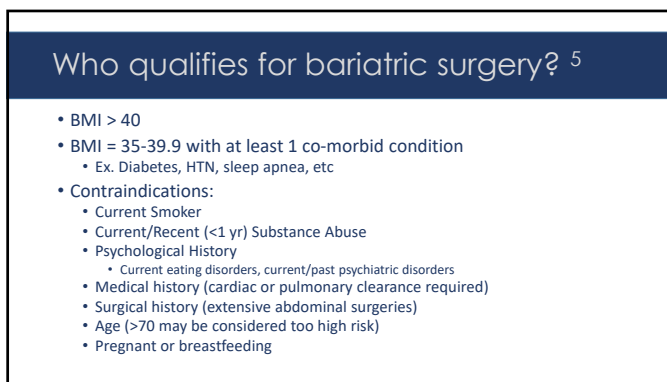 Who qualifies for bariatric surgery? 5
• BMI > 40
• BMI = 35-39.9 with at least 1 co-morbid condition
• Ex. Diabetes, HTN, sleep apnea, etc
• Contraindications:
• Current Smoker
• Current/Recent (<1 yr) Substance Abuse
• Psychological History
• Current eating disorders, current/past psychiatric disorders
• Medical history (cardiac or pulmonary clearance required)
• Surgical history (extensive abdominal surgeries)
• Age (>70 may be considered too high risk)
• Pregnant or breastfeeding